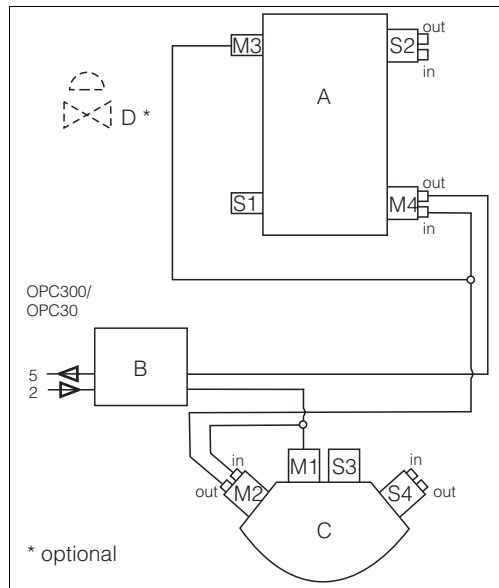 out
M3
S2
in
A
D *
out
S1
M4
in
OPC300/
OPC30
5
B
2
in
in
M1
S3
out
M2
S4
out
C
* optional